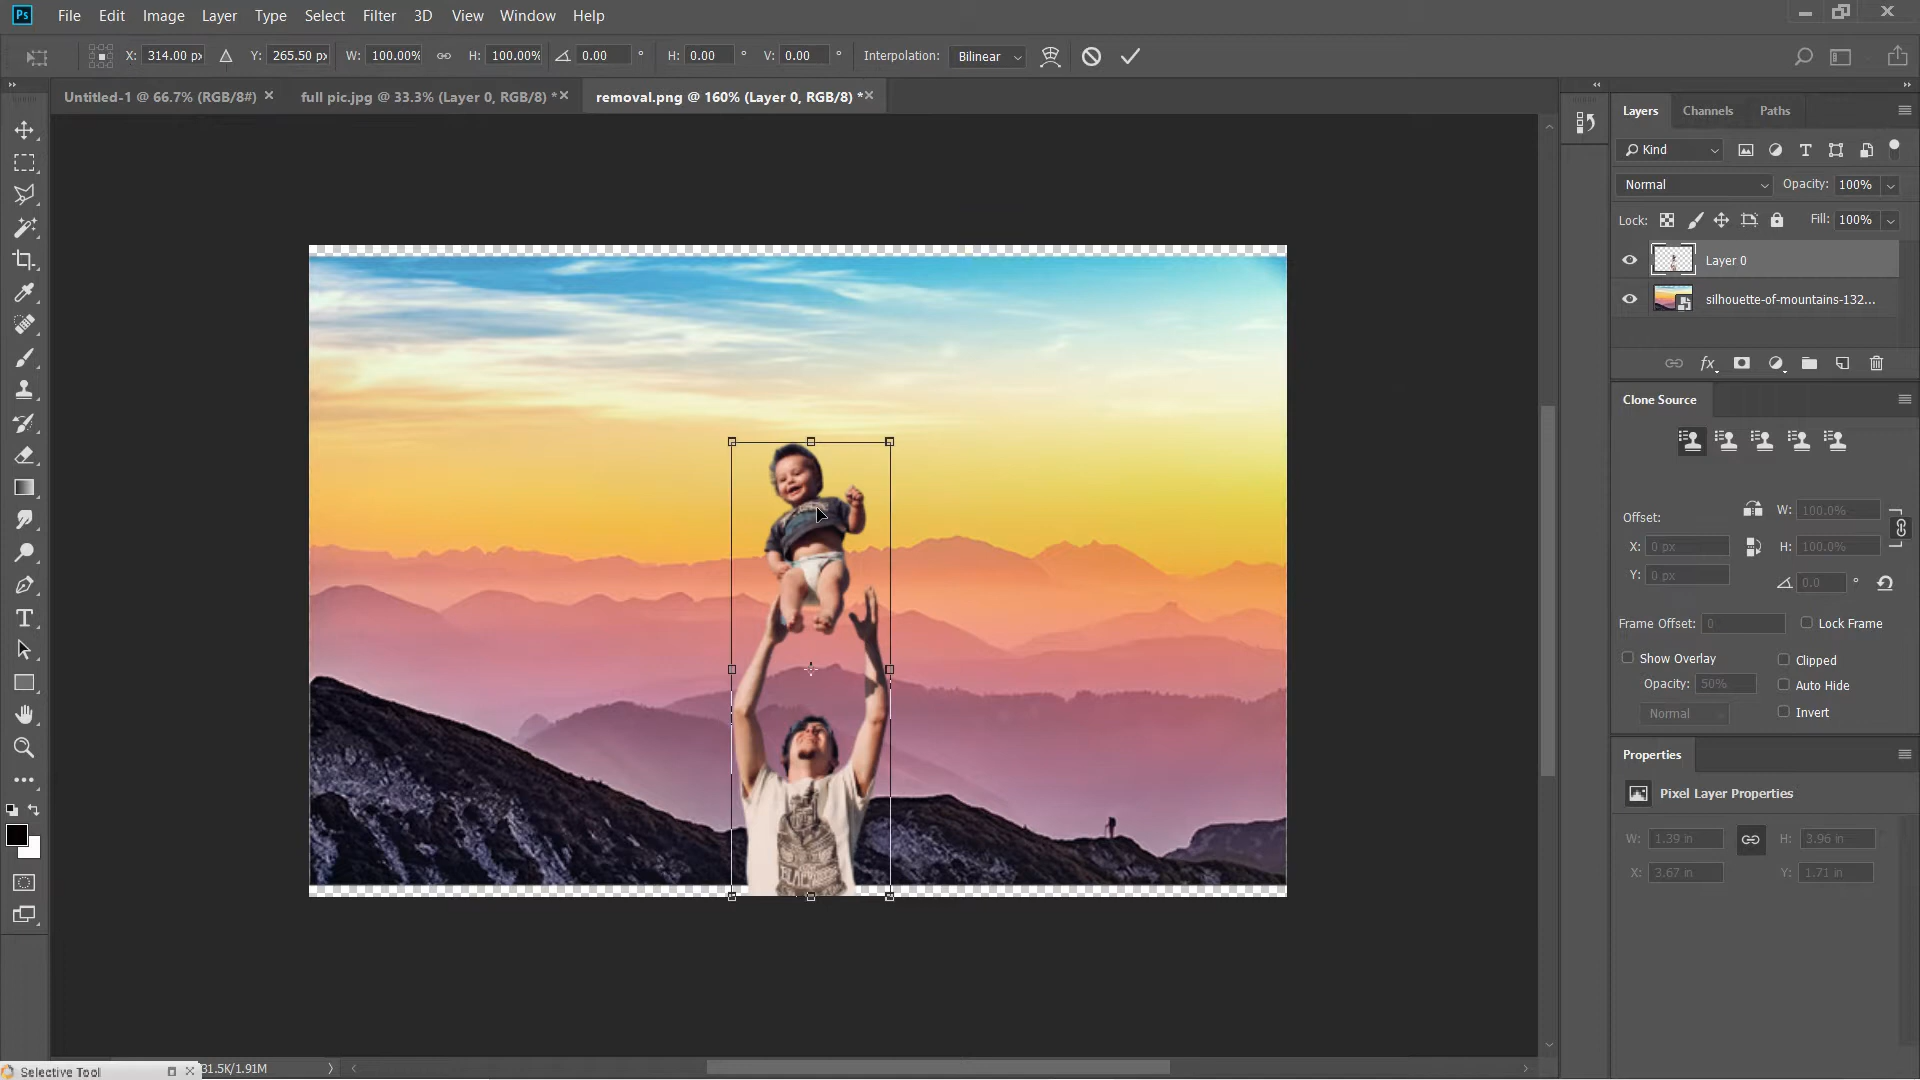 Ps File Edit Image Layer Type Select Filter 3D View Window Help
X: 314.00 px Y: 265.50 px W: 100.00% H: 100.00% 0.00 ° H: 0.00 ° V: 0.00 ° Interpolation: Bilinear
Untitled-1 @ 66.7% (RGB/8#) full pic.jpg @ 33.3% (Layer 0, RGB/8) * removal.png @ 160% (Layer 0, RGB/8) *
Layers Channels Paths
Kind
Normal Opacity: 100%
Lock: Fill: 100%
Layer 0
silhouette-of-mountains-132...
fx
Clone Source
W: 100.0%
Offset:
X: 0 px H: 100.0%
Y: 0 px 0.0 °
Frame Offset: 0 Lock Frame
Show Overlay Clipped
Opacity: 50% Auto Hide
Normal Invert
Properties
Pixel Layer Properties
W: 1.39 in H: 3.96 in
X: 3.67 in Y: 1.71 in
Selective Tool 31.5K/1.91M